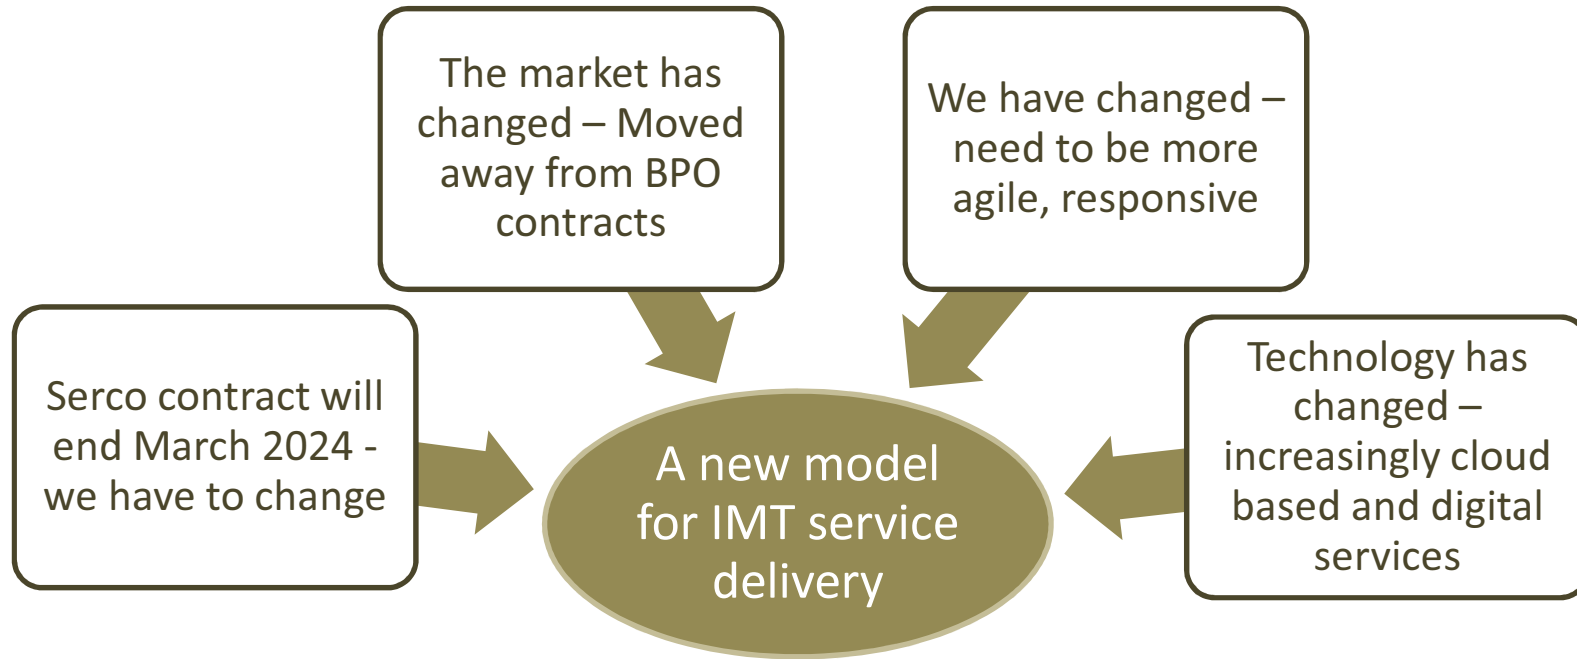 The market has
changed – Moved
away from BPO
contracts
We have changed –
need to be more
agile, responsive
Serco contract will
end March 2024 -
we have to change
Technology has
changed –
increasingly cloud
based and digital
services
A new model
for IMT service
delivery